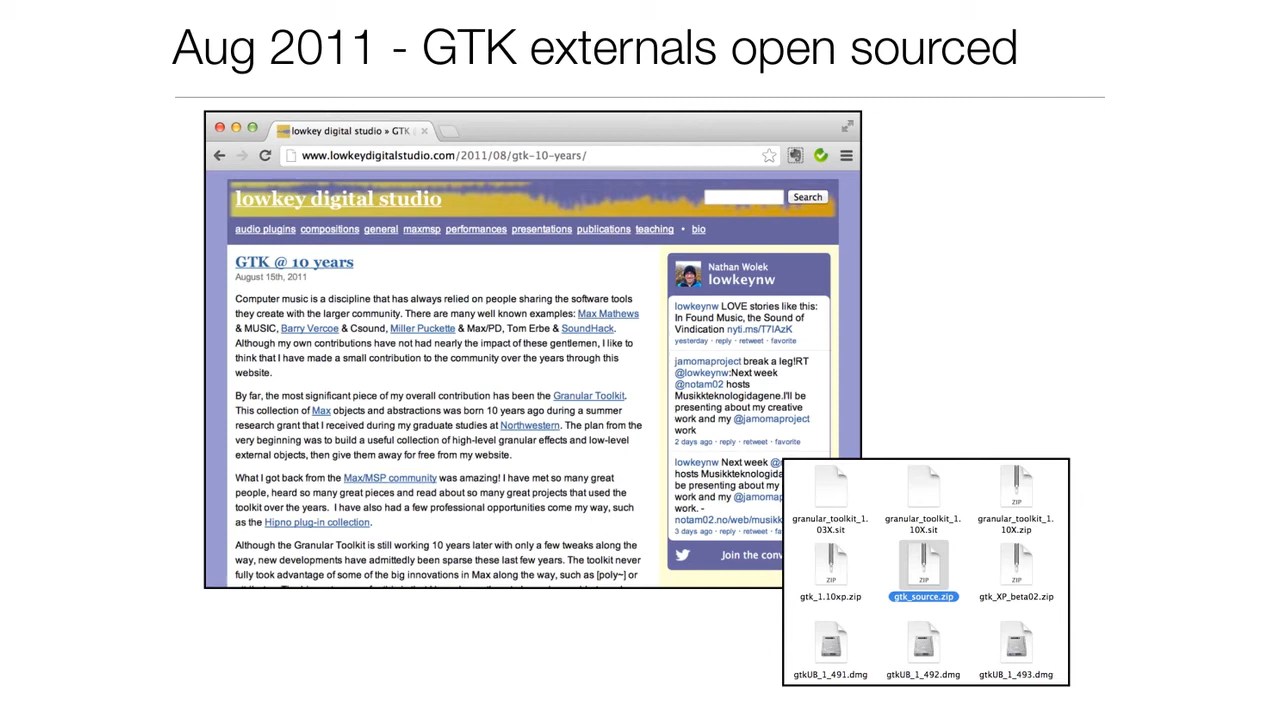 Aug 2011 - GTK externals open sourced
lowkey digital studio » GTK
www.lowkeydigitalstudio.com/2011/08/gtk-10-years/
lowkey digital studio
Search
audio plugins compositions general maxmsp performances presentations publications teaching • bio
GTK @ 10 years
August 15th, 2011
Computer music is a discipline that has always relied on people sharing the software tools
they create with the larger community. There are many well known examples: Max Mathews
& MUSIC, Barry Vercoe & Csound, Miller Puckette & Max/PD, Tom Erbe & SoundHack.
Although my own contributions have not had nearly the impact of these gentlemen, I like to
think that I have made a small contribution to the community over the years through this
website.
By far, the most significant piece of my overall contribution has been the Granular Toolkit.
This collection of Max objects and abstractions was born 10 years ago during a summer
research grant that I received during my graduate studies at Northwestern. The plan from the
very beginning was to build a useful collection of high-level granular effects and low-level
external objects, then give them away for free from my website.
What I got back from the Max/MSP community was amazing! I have met so many great
people, heard so many great pieces and read about so many great projects that used the
toolkit over the years. I have also had a few professional opportunities come my way, such
as the Hipno plug-in collection.
Although the Granular Toolkit is still working 10 years later with only a few tweaks along the
way, new developments have admittedly been sparse these last few years. The toolkit never
fully took advantage of some of the big innovations in Max along the way, such as [poly~] or
Nathan Wolek
lowkeynw
lowkeynw LOVE stories like this:
In Found Music, the Sound of
Vindication nyti.ms/T7IAzK
yesterday · reply · retweet · favorite
jamomaproject break a leg!RT
@lowkeynw:Next week
@notam02 hosts
Musikkteknologidagene.I'll be
presenting about my creative
work and my @jamomaproject
work
2 days ago · reply · retweet · favorite
lowkeynw Next week @
hosts Musikkteknologida
be presenting about my
work and my @jamomap
work. -
notam02.no/web/musikk
3 days ago · reply · retweet · fa
Join the conv
granular_toolkit_1.
03X.sit
granular_toolkit_1.
10X.sit
ZIP
granular_toolkit_1.
10X.zip
ZIP
gtk_1.10xp.zip
ZIP
gtk_source.zip
ZIP
gtk_XP_beta02.zip
gtkUB_1_491.dmg
gtkUB_1_492.dmg
gtkUB_1_493.dmg